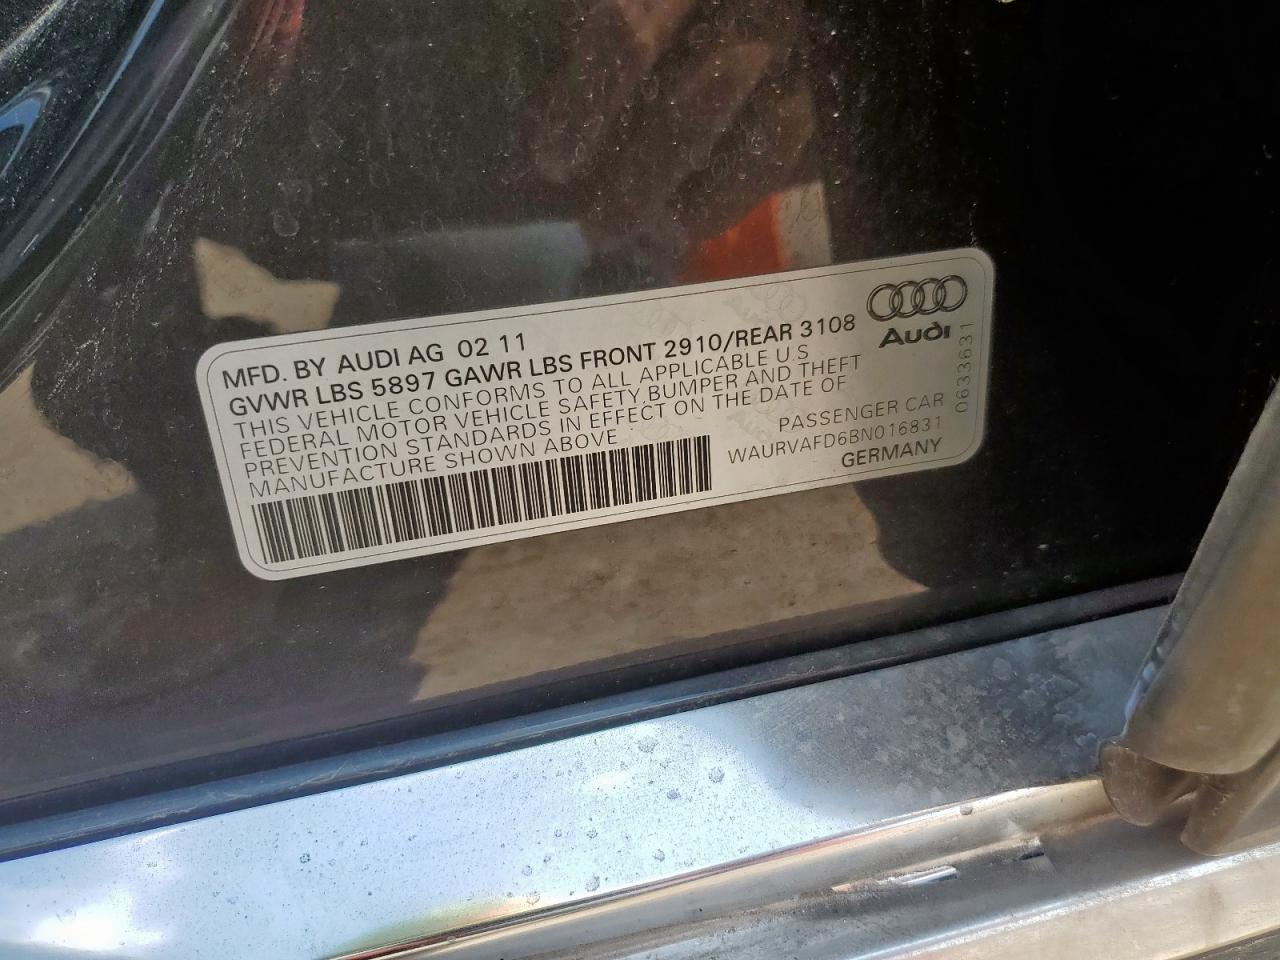 MFD. BY AUDI AG 02 11
GVWR LBS 5897 GAWR LBS FRONT 2910/REAR 3108
THIS VEHICLE CONFORMS TO ALL APPLICABLE U.S
FEDERAL MOTOR VEHICLE SAFETY,BUMPER AND THEFT
PREVENTION STANDARDS IN EFFECT ON THE DATE OF
MANUFACTURE SHOWN ABOVE
Audi
0633631
PASSENGER CAR
WAURVAFD6BN016831
GERMANY